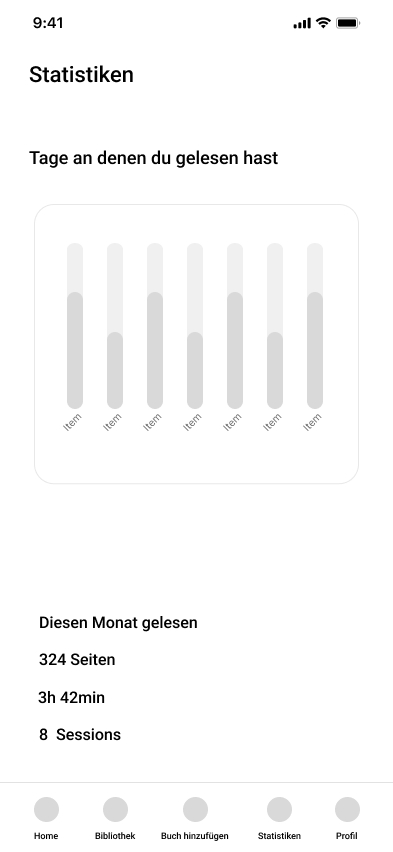 9:41
Statistiken
Tage an denen du gelesen hast
Item Item Item Item Item Item Item
Diesen Monat gelesen
324 Seiten
3h 42min
8 Sessions
Home Bibliothek Buch hinzufügen Statistiken Profil